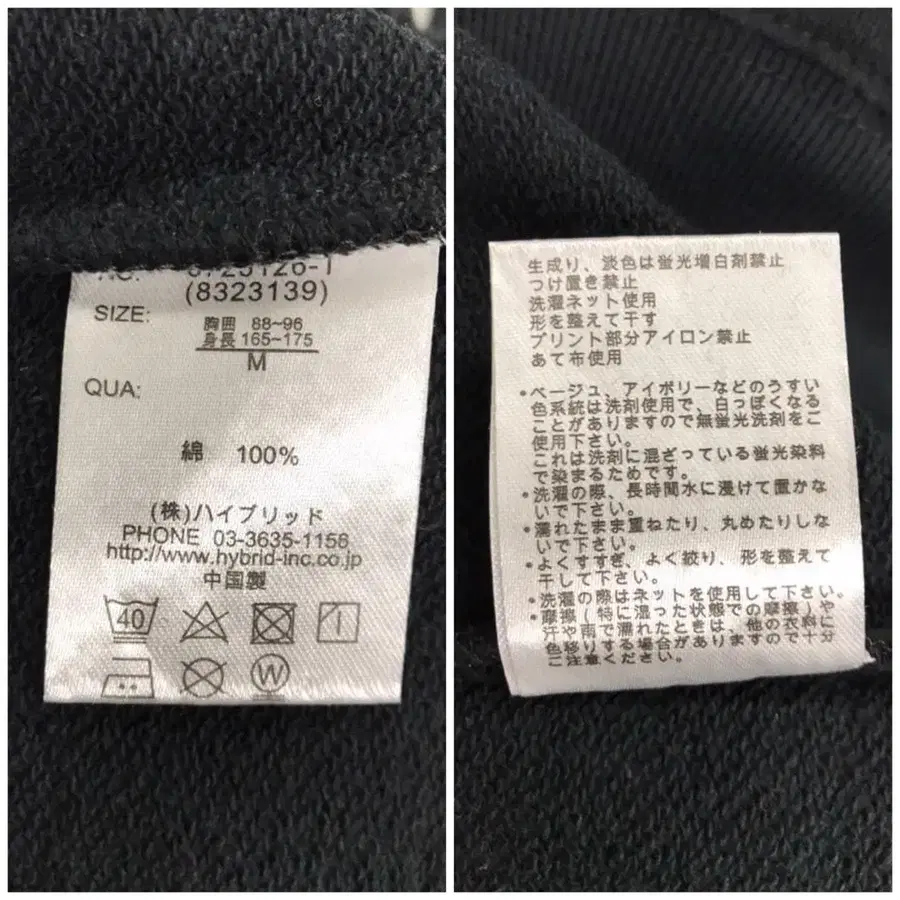 (8323139)
SIZE:
胸囲 88~96
身長 165~175
M
QUA:
綿 100%
(株)ハイブリッド
PHONE 03-3635-1156
http://www.hybrid-inc.co.jp
中国製
40
W
生成り、淡色は蛍光増白剤禁止
つけ置き禁止
洗濯ネット使用
形を整えて干す
プリント部分アイロン禁止
あて布使用
•ベージュ、アイボリーなどのうすい
色系統は洗剤使用で、白っぽくなる
ことがありますので無蛍光洗剤をご
使用下さい。
これは洗剤に混ざっている蛍光染料
で染まるためです。
•洗濯の際、長時間水に浸けて置かな
いで下さい。
•濡れたまま重ねたり、丸めたりしな
いで下さい。
•よくすすぎ、よく絞り、形を整えて
干して下さい。
•洗濯の際はネットを使用して下さい。
•摩擦(特に湿った状態での摩擦)や
汗や雨で濡れたときは、他の衣料に
色移りする場合がありますので十分
ご注意ください。